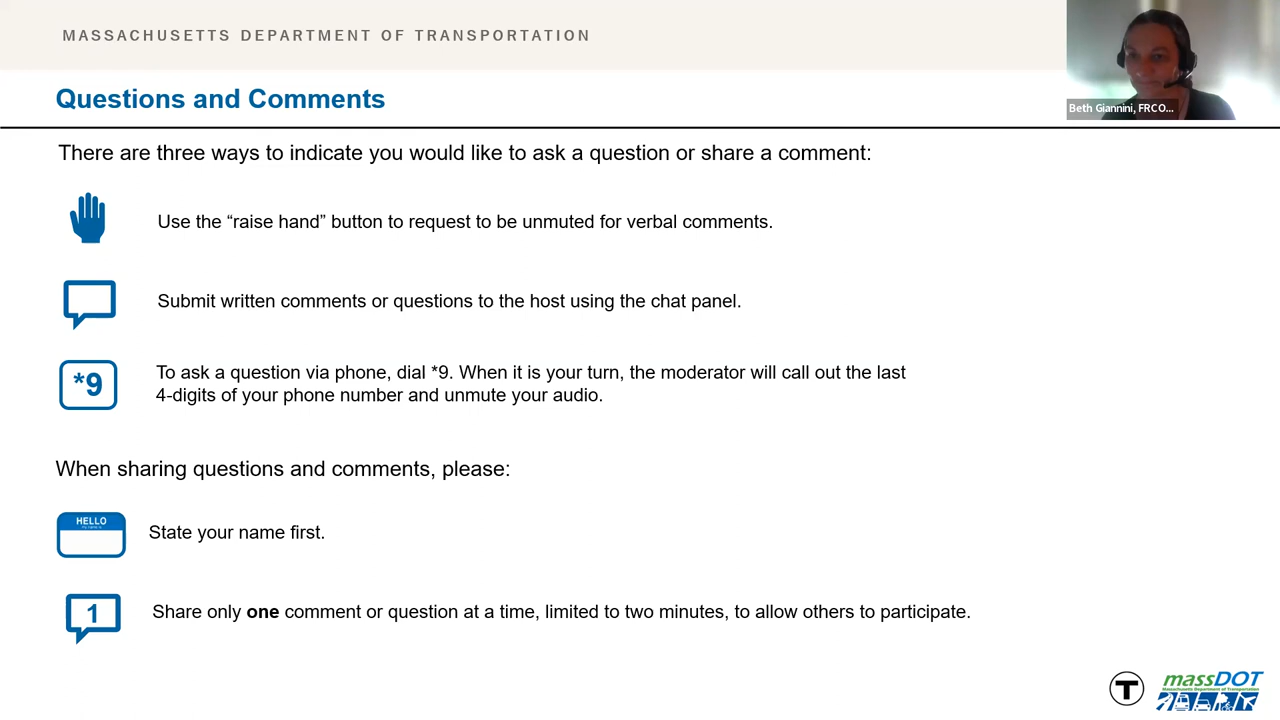 MASSACHUSETTS DEPARTMENT OF TRANSPORTATION
Beth Giannini, FRCO...
Questions and Comments
There are three ways to indicate you would like to ask a question or share a comment:
Use the “raise hand” button to request to be unmuted for verbal comments.
Submit written comments or questions to the host using the chat panel.
*9
To ask a question via phone, dial *9. When it is your turn, the moderator will call out the last
4-digits of your phone number and unmute your audio.
When sharing questions and comments, please:
HELLO
State your name first.
1
Share only one comment or question at a time, limited to two minutes, to allow others to participate.
T
massDOT
Massachusetts Department of Transportation